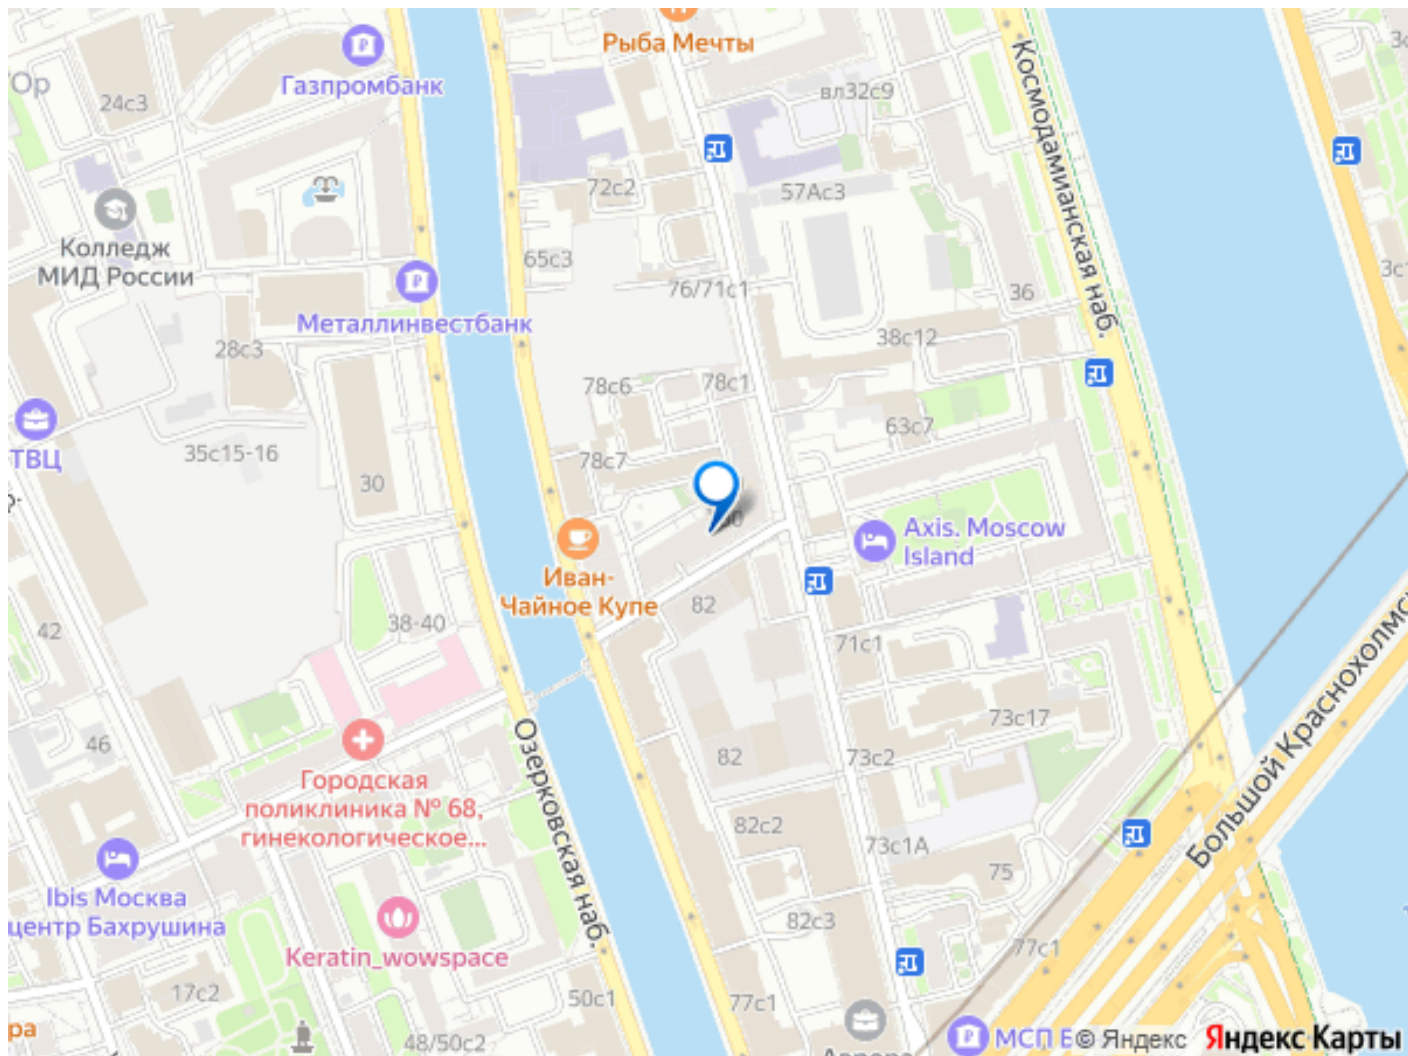 Рыба Мечты
Газпромбанк
24с3
вл32с9
Космодамианская наб.
72с2
57Ас3
Колледж
МИД России
65с3
76/71с1
36
Металлинвестбанк
28с3
38с12
78с6
78с1
ТВЦ
35с15-16
30
78с7
63с7
Axis. Moscow
Island
Иван-
Чайное Купе
82
38-40
42
71с1
73с17
46
Озерковская наб.
82
73с2
Большой Краснохолмс
Городская
поликлиника № 68,
гинекологическое...
82с2
73с1А
75
Ibis Москва
центр Бахрушина
82с3
Keratin_wowspace
77с1
17с2
50с1
77с1
48/50с2
МСП Б
© Яндекс
Яндекс Карты